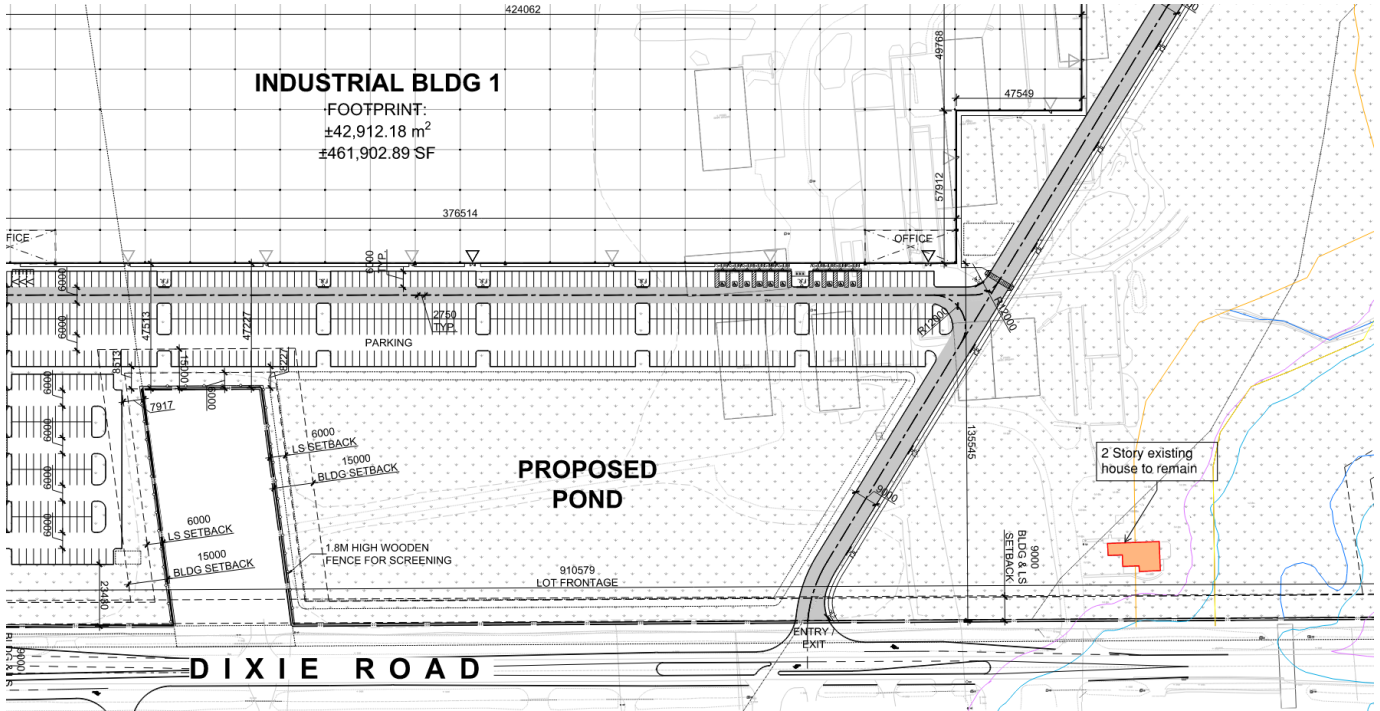 424062
49768
INDUSTRIAL BLDG 1
FOOTPRINT:
±42,912.18 m²
±461,902.89 SF
47549
57912
376514
FICE
OFFICE
6000
TYP.
6000
6000
2750
TYP.
47513
47227
PARKING
R12000
R12000
8513
15000
8227
6000
6000
7917
6000
6000
6000
6000
LS SETBACK
15000
BLDG SETBACK
PROPOSED
POND
135545
2 Story existing
house to remain
9000
6000
LS SETBACK
15000
BLDG SETBACK
1.8M HIGH WOODEN
FENCE FOR SCREENING
910579
LOT FRONTAGE
9000
BLDG & LS
SETBACK
23480
ENTRY /
EXIT
9000
DIXIE ROAD